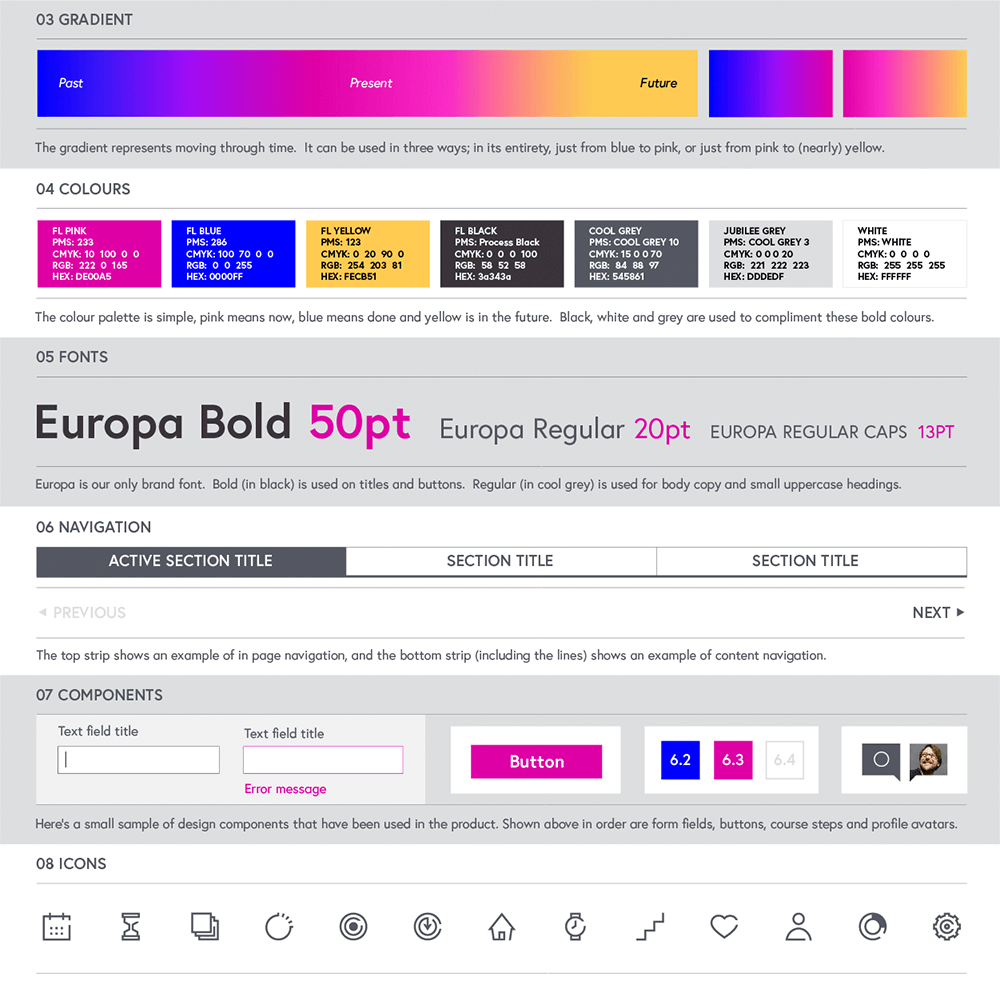 03 GRADIENT
Past Present Future
The gradient represents moving through time. It can be used in three ways; in its entirety, just from blue to pink, or just from pink to (nearly) yellow.
04 COLOURS
FL PINK
PMS: 233
CMYK: 10 100 0 0
RGB: 222 0 165
HEX: DE00A5
FL BLUE
PMS: 286
CMYK: 100 70 0 0
RGB: 0 0 255
HEX: 0000FF
FL YELLOW
PMS: 123
CMYK: 0 20 90 0
RGB: 254 203 81
HEX: FECB51
FL BLACK
PMS: Process Black
CMYK: 0 0 0 100
RGB: 58 52 58
HEX: 3a343a
COOL GREY
PMS: COOL GREY 10
CMYK: 15 0 0 70
RGB: 84 88 97
HEX: 545861
JUBILEE GREY
PMS: COOL GREY 3
CMYK: 0 0 0 20
RGB: 221 222 223
HEX: DDDEDF
WHITE
PMS: WHITE
CMYK: 0 0 0 0
RGB: 255 255 255
HEX: FFFFFF
The colour palette is simple, pink means now, blue means done and yellow is in the future. Black, white and grey are used to compliment these bold colours.
05 FONTS
Europa Bold 50pt Europa Regular 20pt EUROPA REGULAR CAPS 13PT
Europa is our only brand font. Bold (in black) is used on titles and buttons. Regular (in cool grey) is used for body copy and small uppercase headings.
06 NAVIGATION
ACTIVE SECTION TITLE SECTION TITLE SECTION TITLE
PREVIOUS NEXT
The top strip shows an example of in page navigation, and the bottom strip (including the lines) shows an example of content navigation.
07 COMPONENTS
Text field title
Text field title
Error message
Button
6.2 6.3 6.4
Here's a small sample of design components that have been used in the product. Shown above in order are form fields, buttons, course steps and profile avatars.
08 ICONS